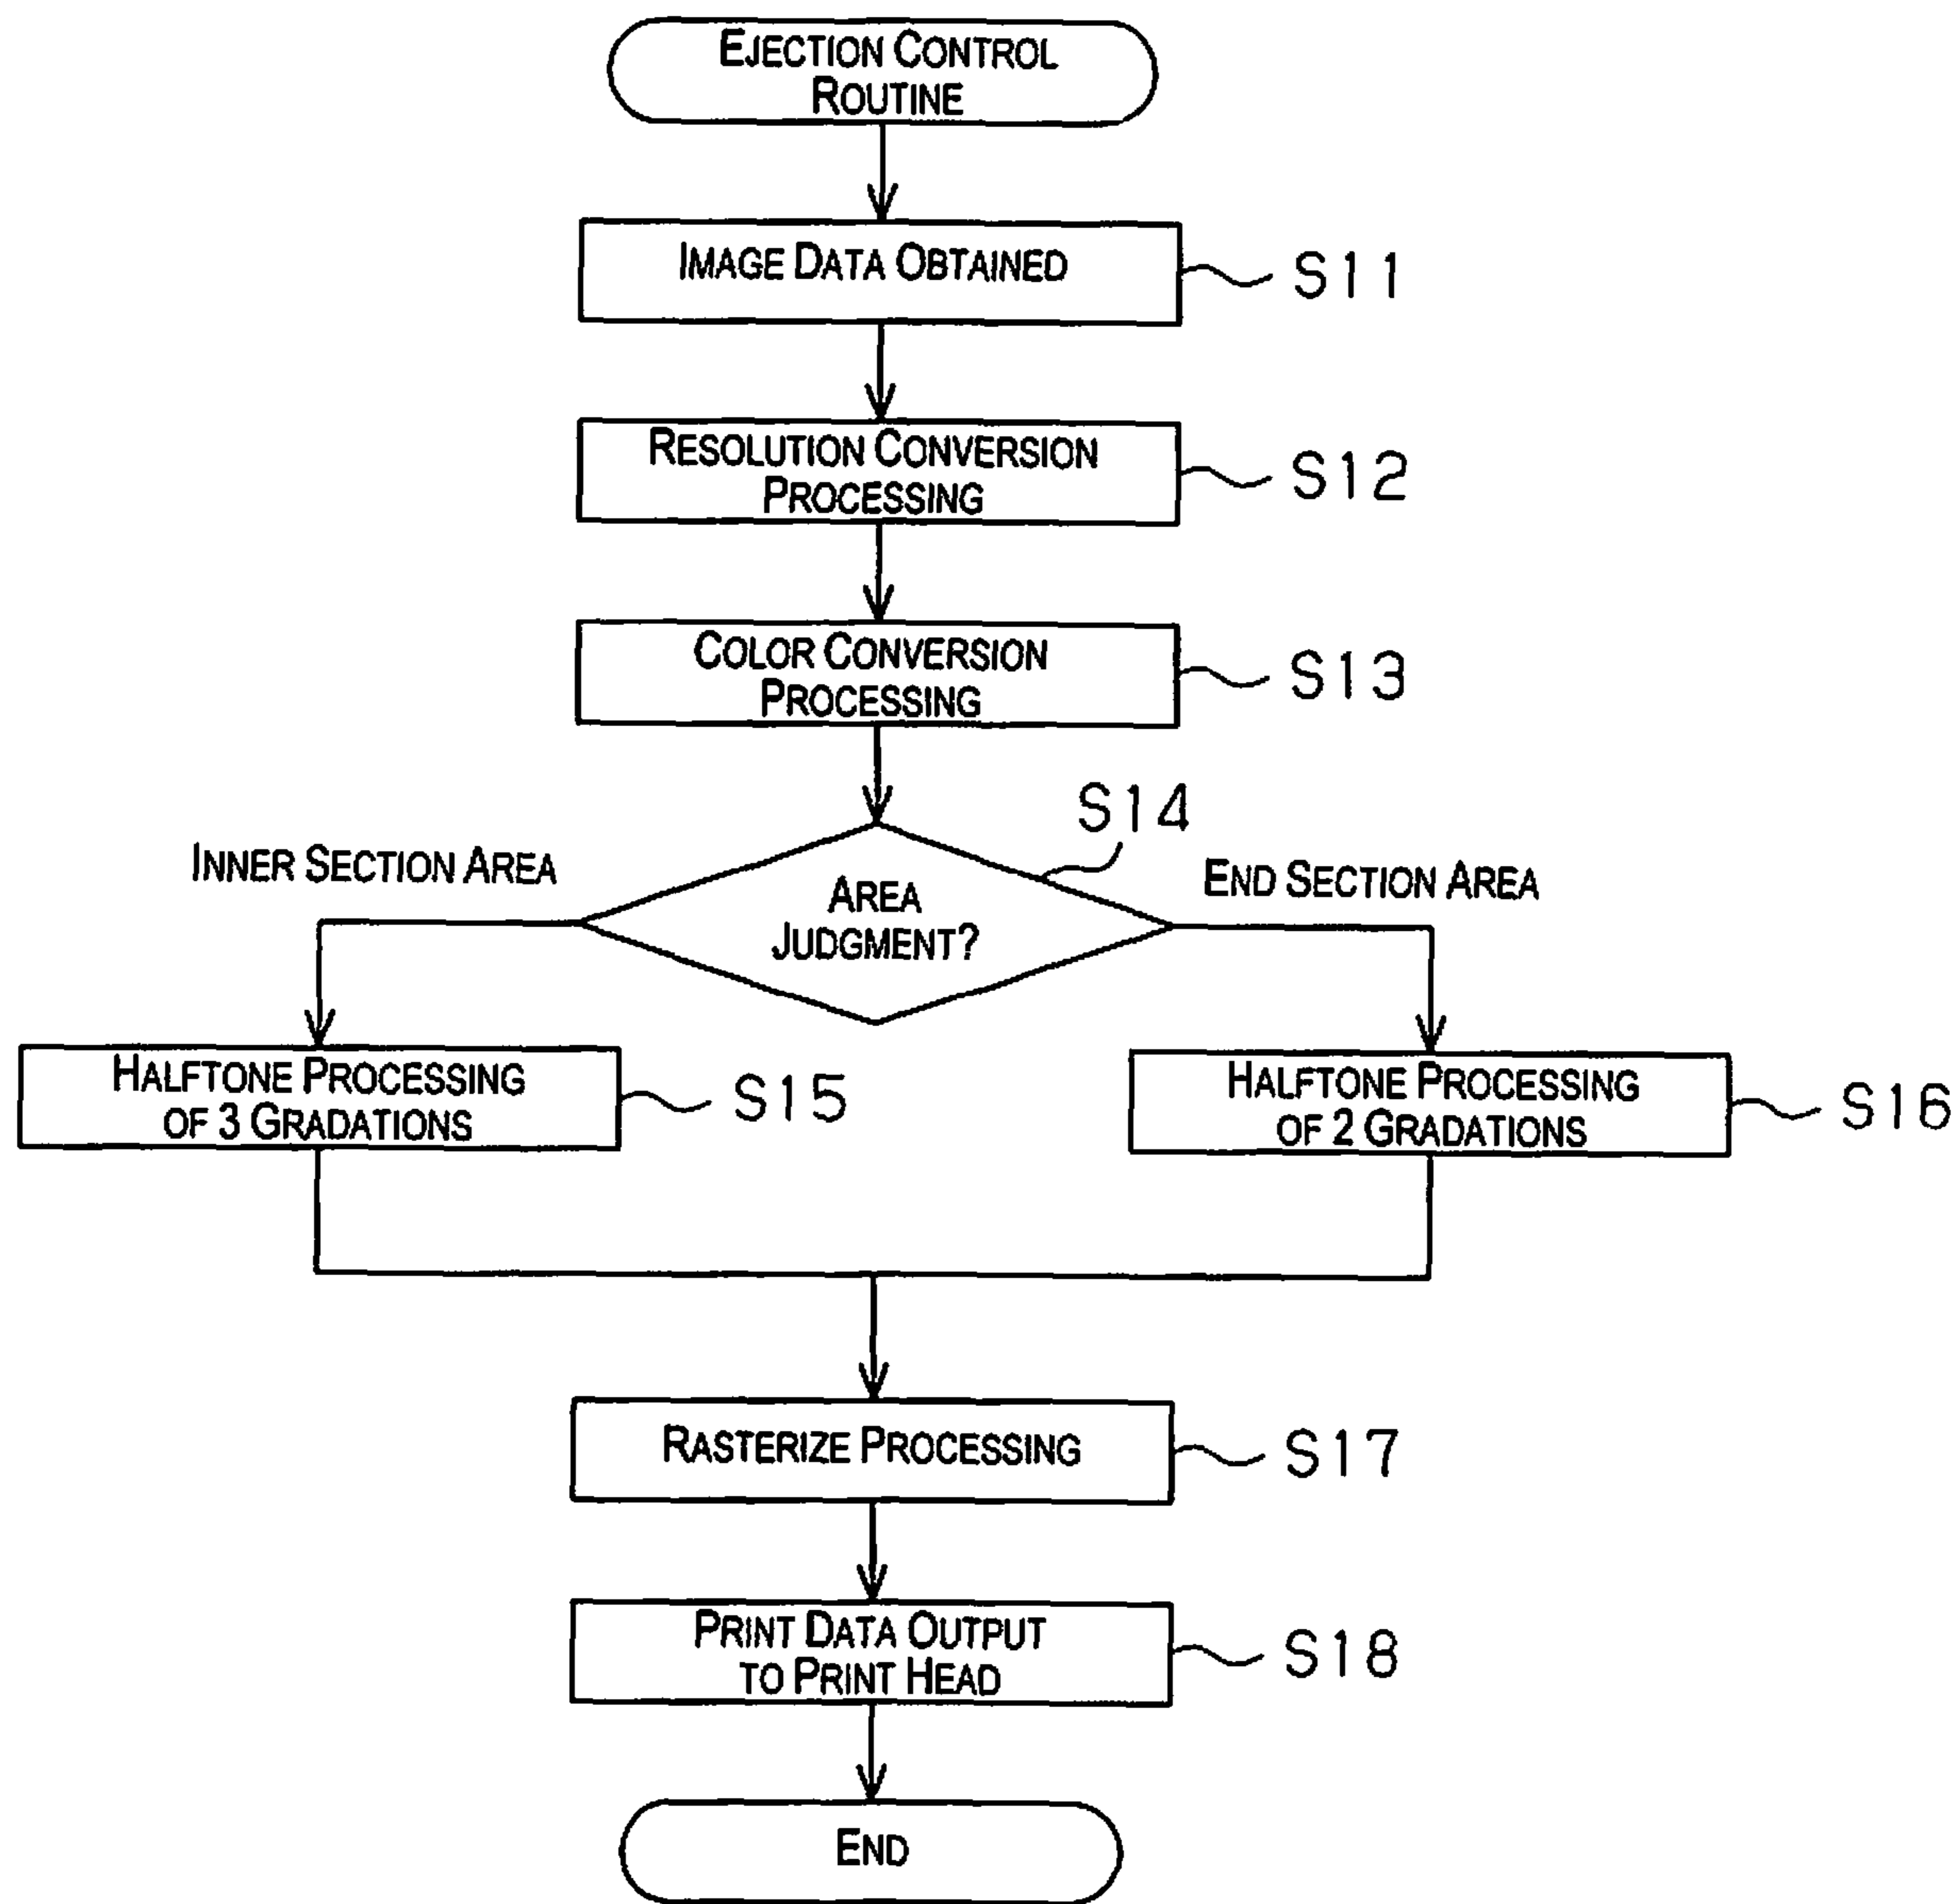 EJECTION CONTROL
ROUTINE
IMAGE DATA OBTAINED
S11
RESOLUTION CONVERSION
PROCESSING
S12
COLOR CONVERSION
PROCESSING
S13
S14
INNER SECTION AREA
AREA
JUDGMENT?
END SECTION AREA
HALFTONE PROCESSING
OF 3 GRADATIONS
S15
HALFTONE PROCESSING
OF 2 GRADATIONS
S16
RASTERIZE PROCESSING
S17
PRINT DATA OUTPUT
TO PRINT HEAD
S18
END